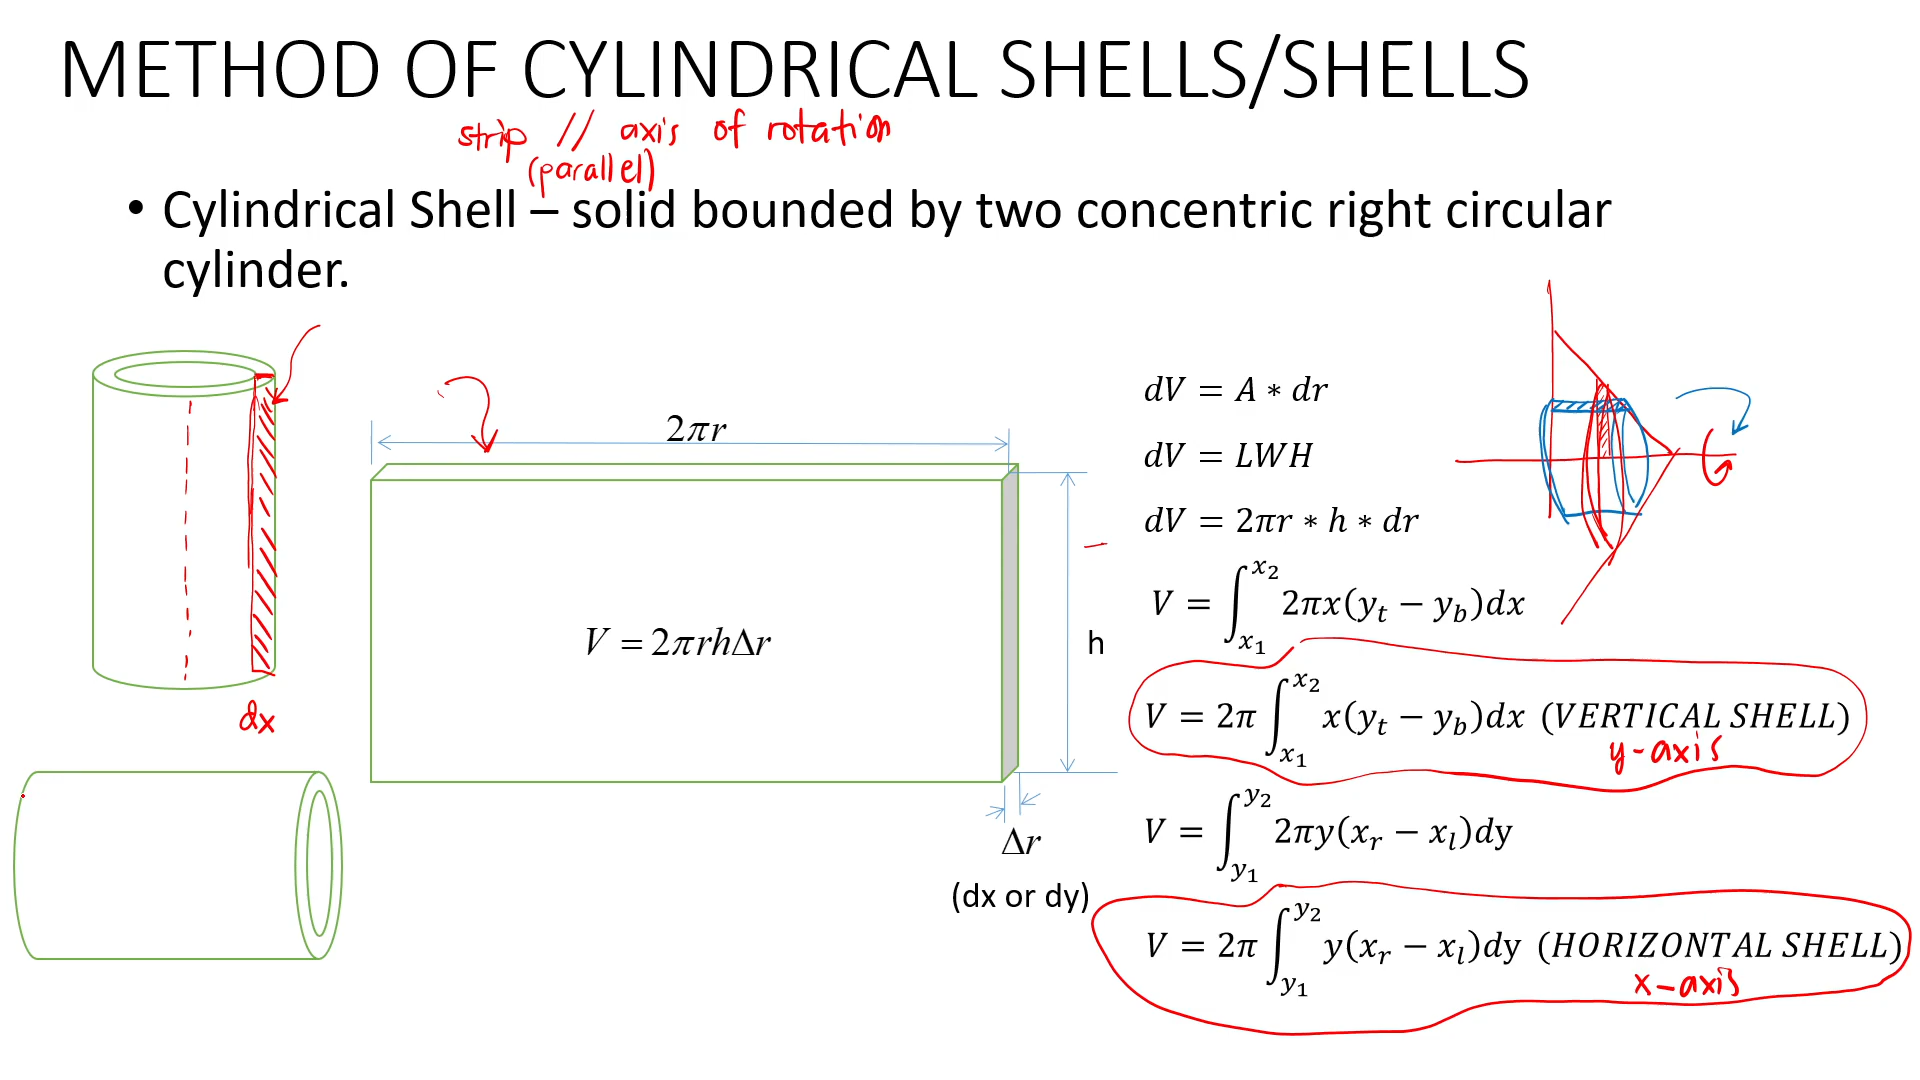 METHOD OF CYLINDRICAL SHELLS/SHELLS
strip // axis of rotation
(parallel)
• Cylindrical Shell – solid bounded by two concentric right circular
cylinder.
dx
2πr
V = 2πrhΔr
h
Δr
(dx or dy)
dV = A ∗ dr
dV = LWH
dV = 2πr ∗ h ∗ dr
V = ∫_{x₁}^{x₂} 2πx(y_t − y_b)dx
V = 2π ∫_{x₁}^{x₂} x(y_t − y_b)dx (VERTICAL SHELL)
y-axis
V = ∫_{y₁}^{y₂} 2πy(x_r − x_l)dy
V = 2π ∫_{y₁}^{y₂} y(x_r − x_l)dy (HORIZONTAL SHELL)
x-axis